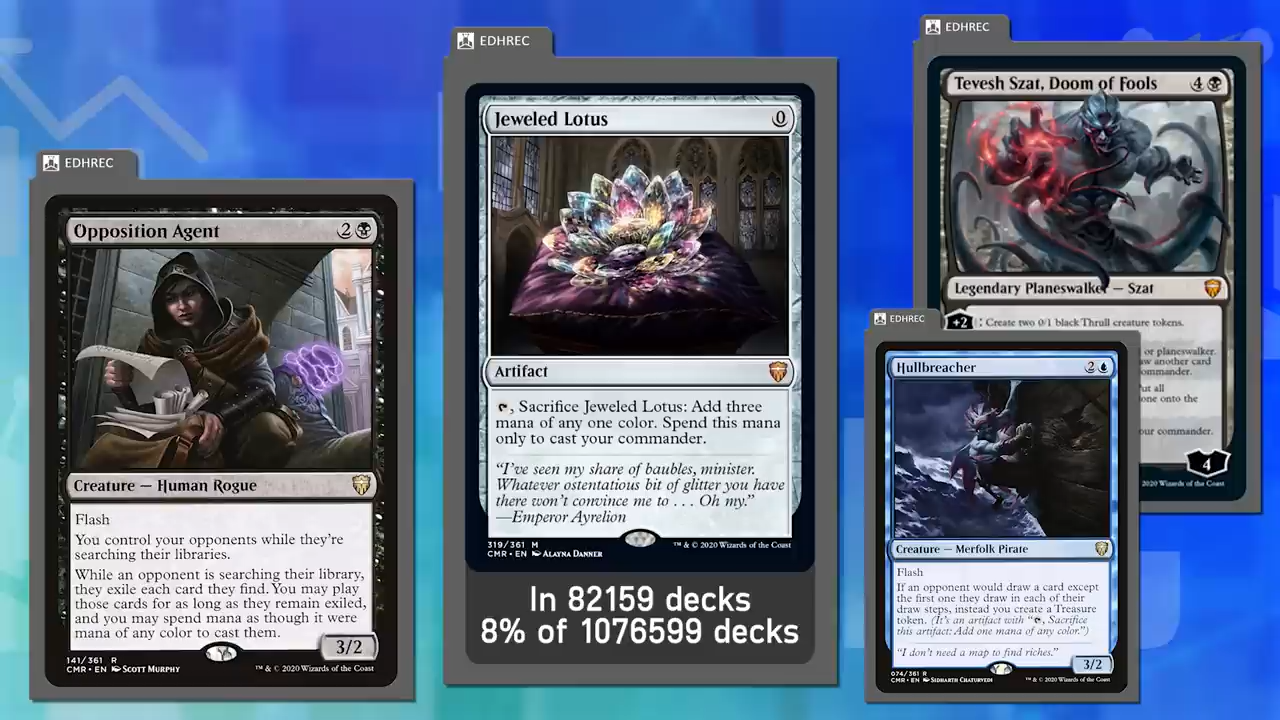 EDHREC
Opposition Agent 2
Creature — Human Rogue
Flash
You control your opponents while they're
searching their libraries.
While an opponent is searching their library,
they exile each card they find. You may play
those cards for as long as they remain exiled,
and you may spend mana as though it were
mana of any color to cast them.
3/2
141/361 R
CMR • EN SCOTT MURPHY
™ & © 2020 Wizards of the Coast
EDHREC
Jeweled Lotus 0
Artifact
, Sacrifice Jeweled Lotus: Add three
mana of any one color. Spend this mana
only to cast your commander.
"I've seen my share of baubles, minister.
Whatever ostentatious bit of glitter you have
there won't convince me to . . . Oh my."
—Emperor Ayrelion
319/361 M
CMR • EN ALAYNA DANNER
™ & © 2020 Wizards of the Coast
In 82159 decks
8% of 1076599 decks
EDHREC
Tevesh Szat, Doom of Fools 4
Legendary Planeswalker — Szat
+2 : Create two 0/1 black Thrull creature tokens.
or planeswalker.
aw another card
ommander.
ut all
one onto the
our commander.
4
2020 Wizards of the Coast
EDHREC
Hullbreacher 2
Creature — Merfolk Pirate
Flash
If an opponent would draw a card except
the first one they draw in each of their
draw steps, instead you create a Treasure
token. (It's an artifact with ", Sacrifice
this artifact: Add one mana of any color.")
"I don't need a map to find riches."
3/2
074/361 R
CMR • EN SIDHARTH CHATURVEDI
™ & © 2020 Wizards of the Coast